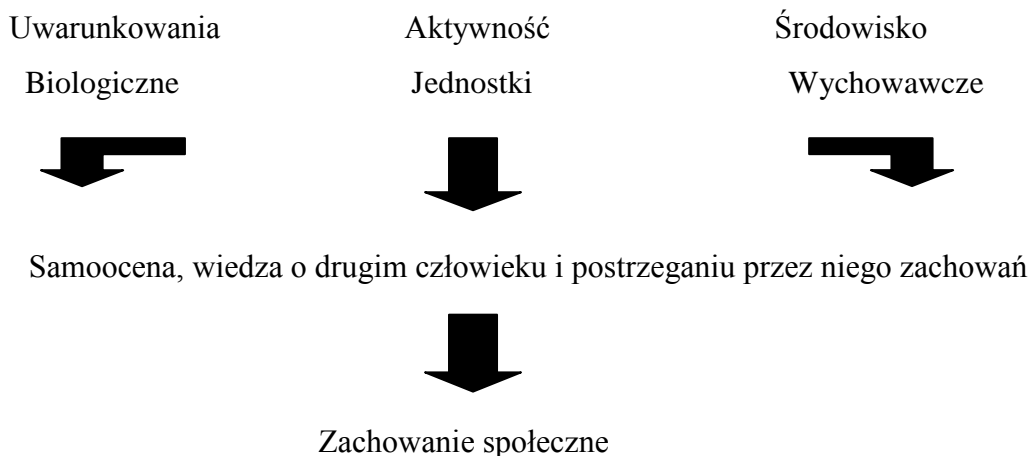 Uwarunkowania Aktywność Środowisko
Biologiczne Jednostki Wychowawcze
Samoocena, wiedza o drugim człowieku i postrzeganiu przez niego zachowań
Zachowanie społeczne